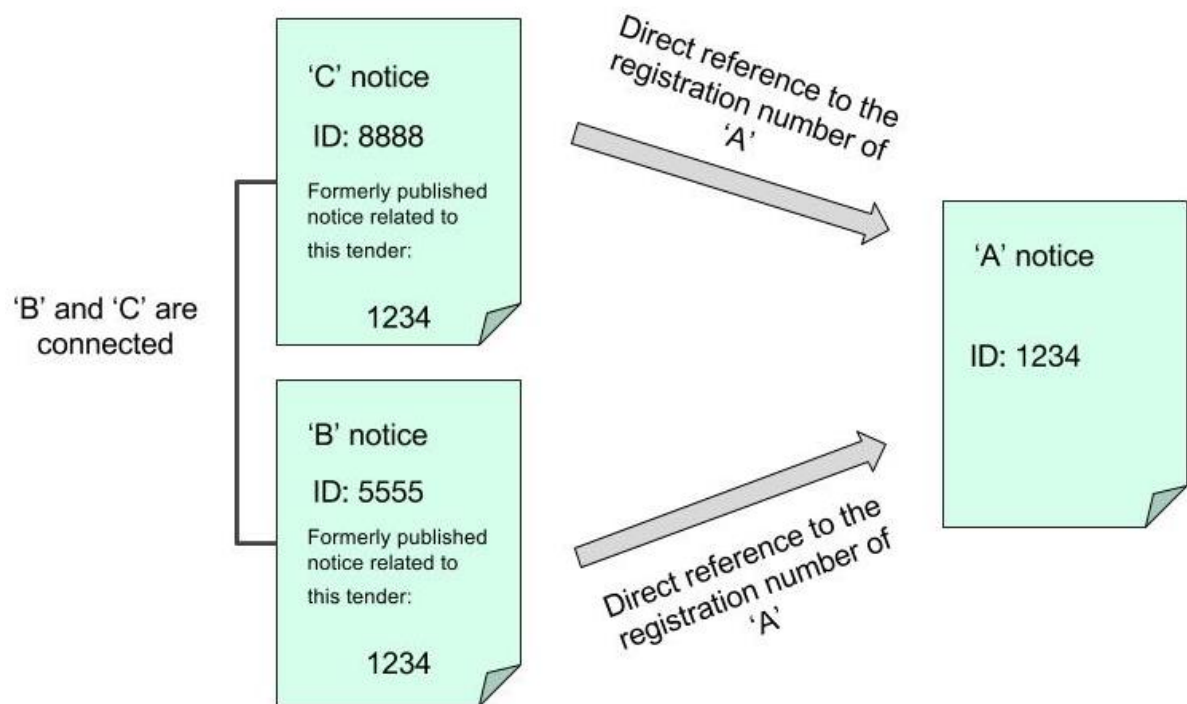 ‘C’ notice
ID: 8888
Formerly published
notice related to
this tender:
1234
Direct reference to the
registration number of
‘A’
‘A’ notice
ID: 1234
‘B’ and ‘C’ are
connected
‘B’ notice
ID: 5555
Formerly published
notice related to
this tender:
1234
Direct reference to the
registration number of
‘A’